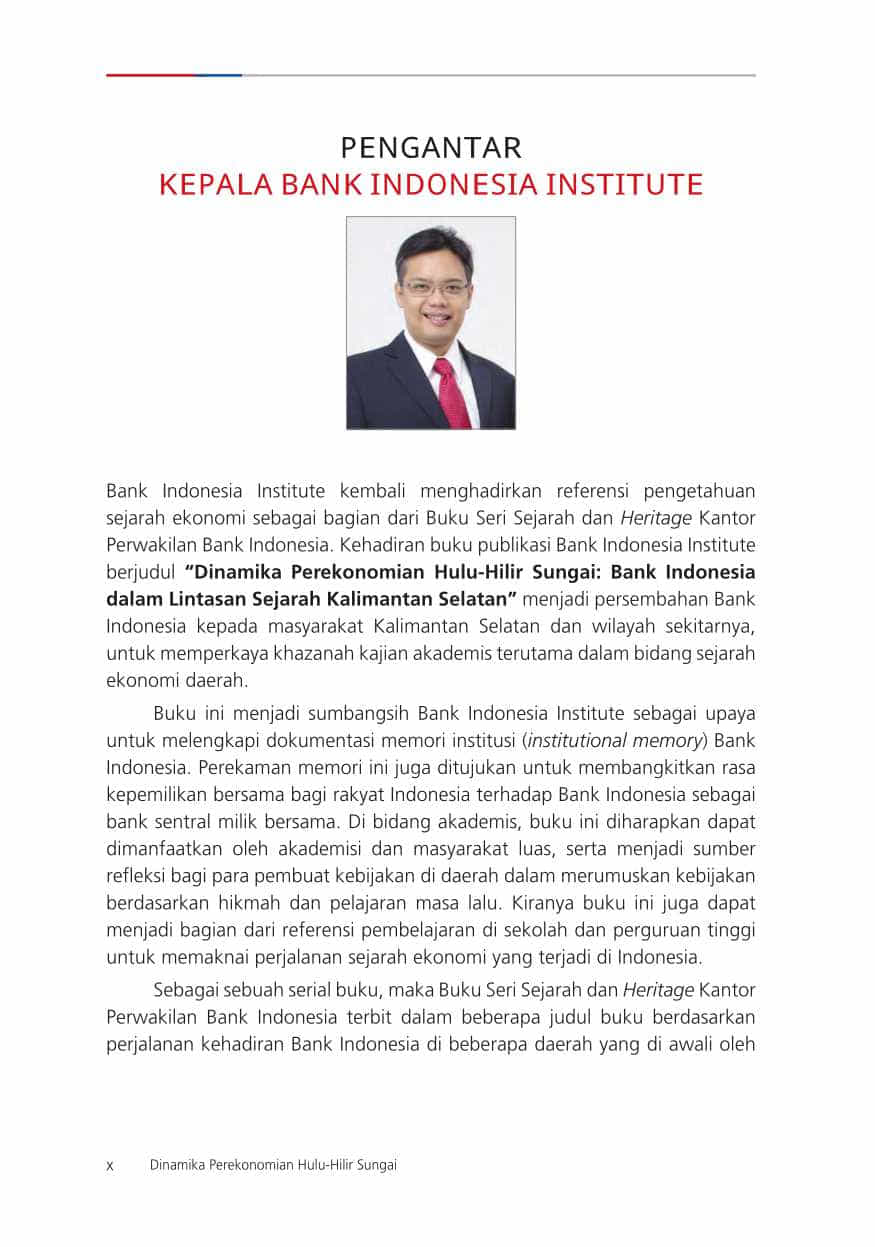 PENGANTAR
KEPALA BANK INDONESIA INSTITUTE
Bank Indonesia Institute kembali menghadirkan referensi pengetahuan
sejarah ekonomi sebagai bagian dari Buku Seri Sejarah dan Heritage Kantor
Perwakilan Bank Indonesia. Kehadiran buku publikasi Bank Indonesia Institute
berjudul “Dinamika Perekonomian Hulu-Hilir Sungai: Bank Indonesia
dalam Lintasan Sejarah Kalimantan Selatan” menjadi persembahan Bank
Indonesia kepada masyarakat Kalimantan Selatan dan wilayah sekitarnya,
untuk memperkaya khazanah kajian akademis terutama dalam bidang sejarah
ekonomi daerah.
Buku ini menjadi sumbangsih Bank Indonesia Institute sebagai upaya
untuk melengkapi dokumentasi memori institusi (institutional memory) Bank
Indonesia. Perekaman memori ini juga ditujukan untuk membangkitkan rasa
kepemilikan bersama bagi rakyat Indonesia terhadap Bank Indonesia sebagai
bank sentral milik bersama. Di bidang akademis, buku ini diharapkan dapat
dimanfaatkan oleh akademisi dan masyarakat luas, serta menjadi sumber
refleksi bagi para pembuat kebijakan di daerah dalam merumuskan kebijakan
berdasarkan hikmah dan pelajaran masa lalu. Kiranya buku ini juga dapat
menjadi bagian dari referensi pembelajaran di sekolah dan perguruan tinggi
untuk memaknai perjalanan sejarah ekonomi yang terjadi di Indonesia.
Sebagai sebuah serial buku, maka Buku Seri Sejarah dan Heritage Kantor
Perwakilan Bank Indonesia terbit dalam beberapa judul buku berdasarkan
perjalanan kehadiran Bank Indonesia di beberapa daerah yang di awali oleh
x Dinamika Perekonomian Hulu-Hilir Sungai